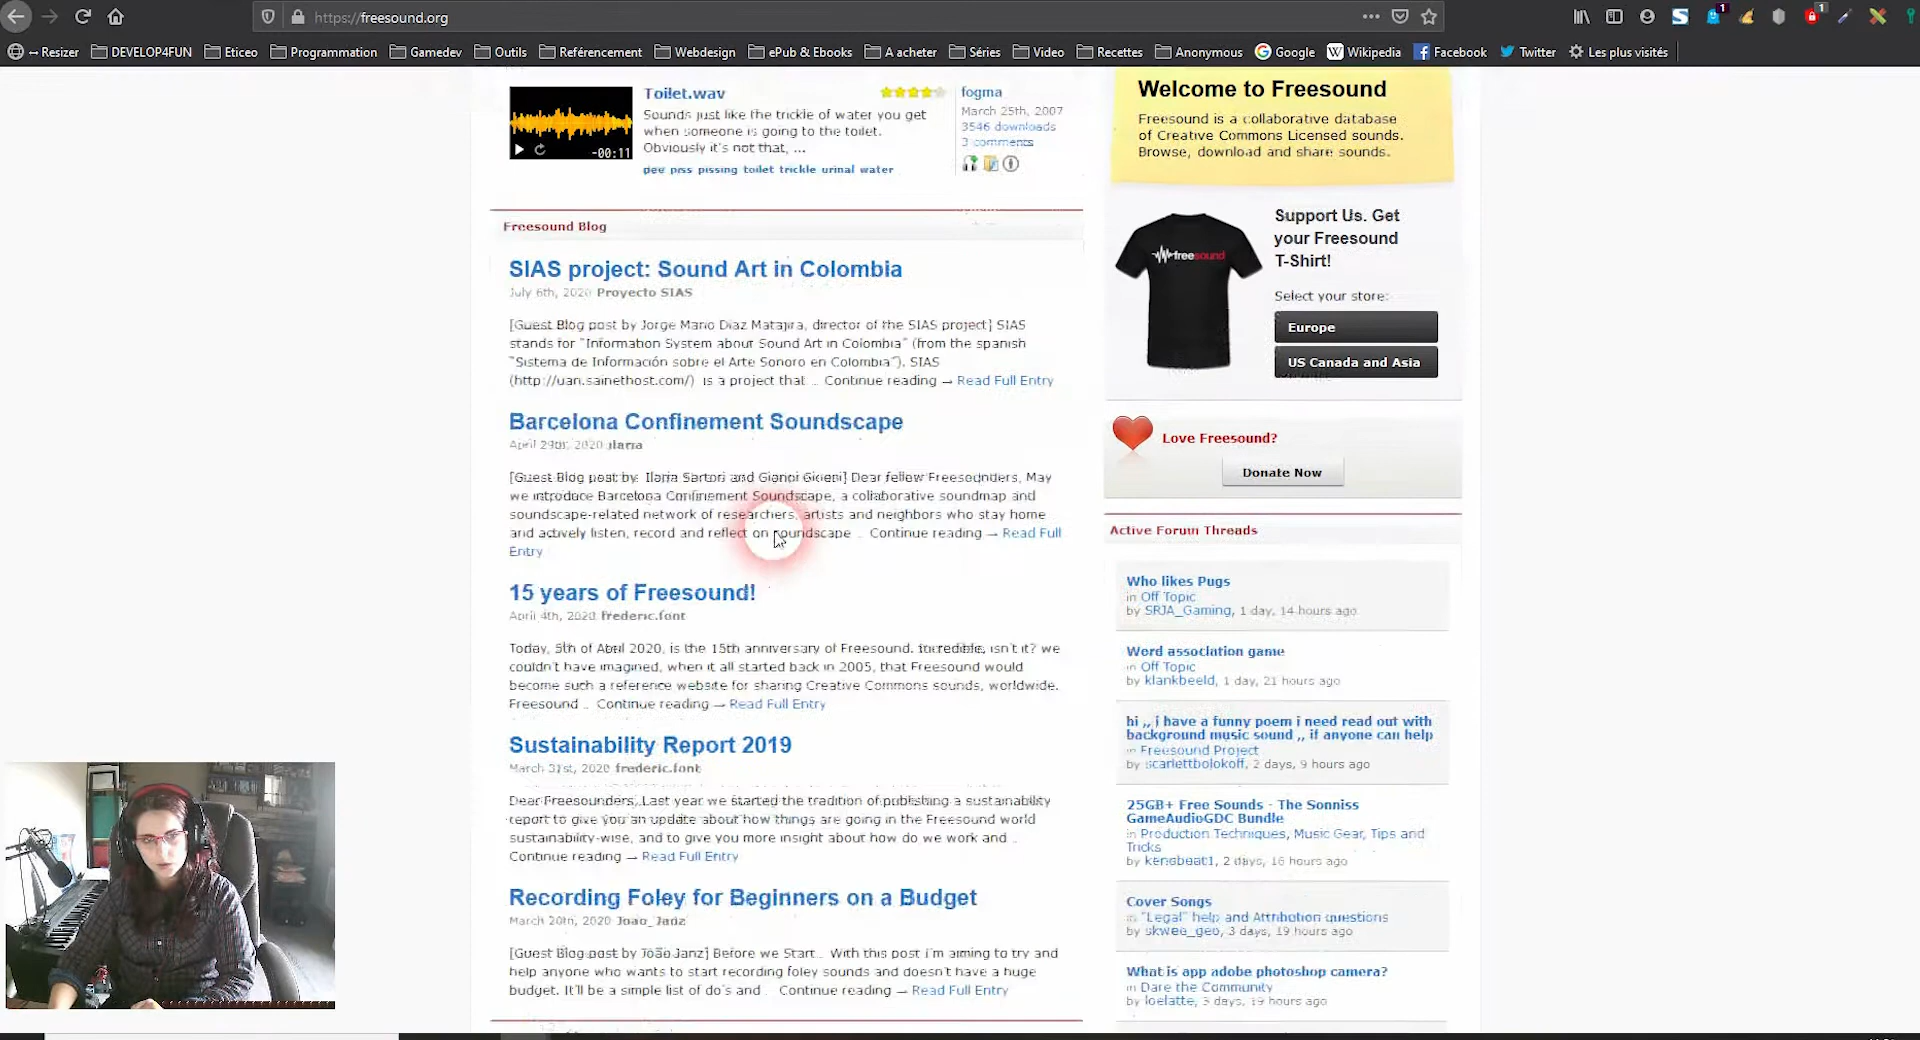 https://freesound.org
Resizer DEVELOP4FUN Eticeo Programmation Gamedev Outils Reférencement Webdesign ePub & Ebooks A acheter Séries Video Recettes Anonymous Google Wikipedia Facebook Twitter Les plus visités
1
1
Toilet.wav
Sounds just like the trickle of water you get
when someone is going to the toilet.
Obviously it's not that, ...
pee piss pissing toilet trickle urinal water
-00:11
fogma
March 25th, 2007
3546 downloads
3 comments
Freesound Blog
SIAS project: Sound Art in Colombia
July 6th, 2020 Proyecto SIAS
[Guest Blog post by Jorge Mario Díaz Matajira, director of the SIAS project] SIAS
stands for "Information System about Sound Art in Colombia" (from the spanish
"Sistema de Información sobre el Arte Sonoro en Colombia"). SIAS
(http://uan.sainethost.com/) is a project that … Continue reading → Read Full Entry
Barcelona Confinement Soundscape
April 29th, 2020 ilaria
[Guest Blog post by: Ilaria Sartori and Gianni Ginesi] Dear fellow Freesounders, May
we introduce Barcelona Confinement Soundscape, a collaborative soundmap and
soundscape-related network of researchers, artists and neighbors who stay home
and actively listen, record and reflect on soundscape … Continue reading → Read Full
Entry
15 years of Freesound!
April 4th, 2020 frederic.font
Today, 5th of April 2020, is the 15th anniversary of Freesound. Incredible, isn't it? we
couldn't have imagined, when it all started back in 2005, that Freesound would
become such a reference website for sharing Creative Commons sounds, worldwide.
Freesound … Continue reading → Read Full Entry
Sustainability Report 2019
March 31st, 2020 frederic.font
Dear Freesounders, Last year we started the tradition of publishing a sustainability
report to give you an update about how things are going in the Freesound world
sustainability-wise, and to give you more insight about how do we work and …
Continue reading → Read Full Entry
Recording Foley for Beginners on a Budget
March 20th, 2020 Joao_Janz
[Guest Blog post by João Janz] Before we Start… With this post i'm aiming to try and
help anyone who wants to start recording foley sounds and doesn't have a huge
budget. It'll be a simple list of do's and … Continue reading → Read Full Entry
Welcome to Freesound
Freesound is a collaborative database
of Creative Commons Licensed sounds.
Browse, download and share sounds.
freesound
Support Us. Get
your Freesound
T-Shirt!
Select your store:
Europe
US Canada and Asia
Love Freesound?
Donate Now
Active Forum Threads
Who likes Pugs
in Off Topic
by SRJA_Gaming, 1 day, 14 hours ago
Word association game
in Off Topic
by klankbeeld, 1 day, 21 hours ago
hi ,, i have a funny poem i need read out with
background music sound ,, if anyone can help
in Freesound Project
by scarlettbolokoff, 2 days, 9 hours ago
25GB+ Free Sounds - The Sonniss
GameAudioGDC Bundle
in Production Techniques, Music Gear, Tips and
Tricks
by kensbeat1, 2 days, 16 hours ago
Cover Songs
in "Legal" help and Attribution questions
by skwee_geo, 3 days, 19 hours ago
What is app adobe photoshop camera?
in Dare the Community
by loelatte, 3 days, 19 hours ago